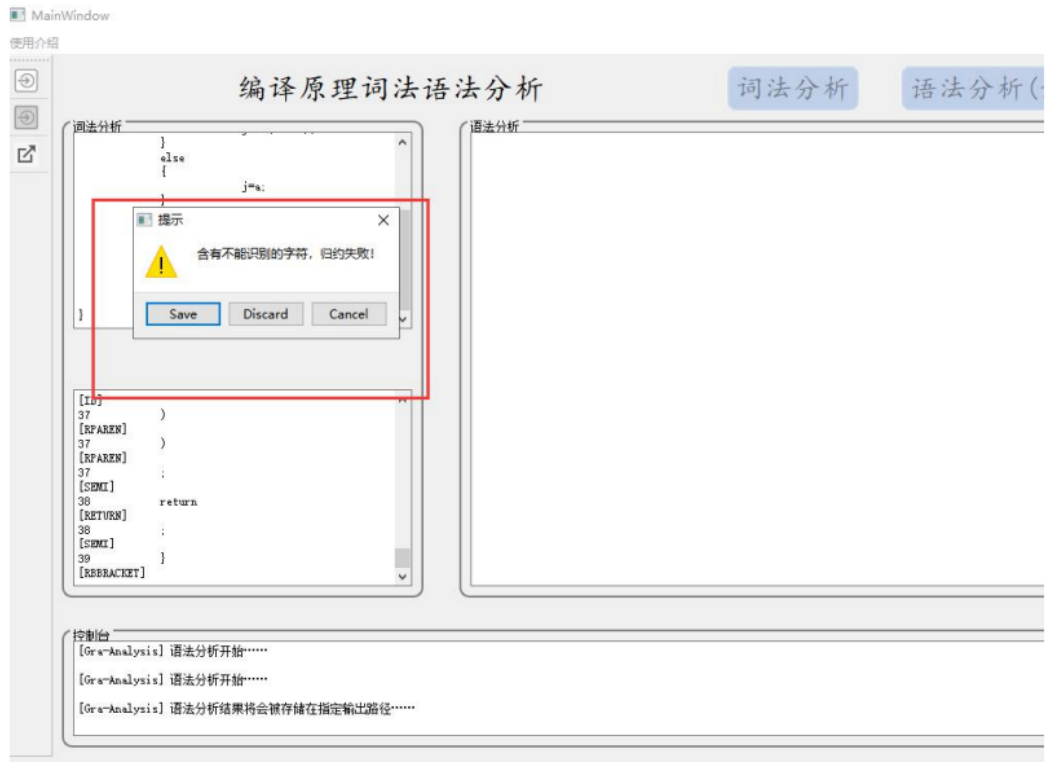 MainWindow
使用介绍
编译原理词法语法分析
词法分析
语法分析(
词法分析
}
else
{
j=a;
}
提示
含有不能识别的字符，归约失败!
Save
Discard
Cancel
}
[ID]
37 )
[RPAREN]
37 )
[RPAREN]
37 ;
[SEMI]
38 return
[RETURN]
38 ;
[SEMI]
39 }
[RBBRACKET]
语法分析
控制台
[Gra-Analysis] 语法分析开始……
[Gra-Analysis] 语法分析开始……
[Gra-Analysis] 语法分析结果将会被存储在指定输出路径……